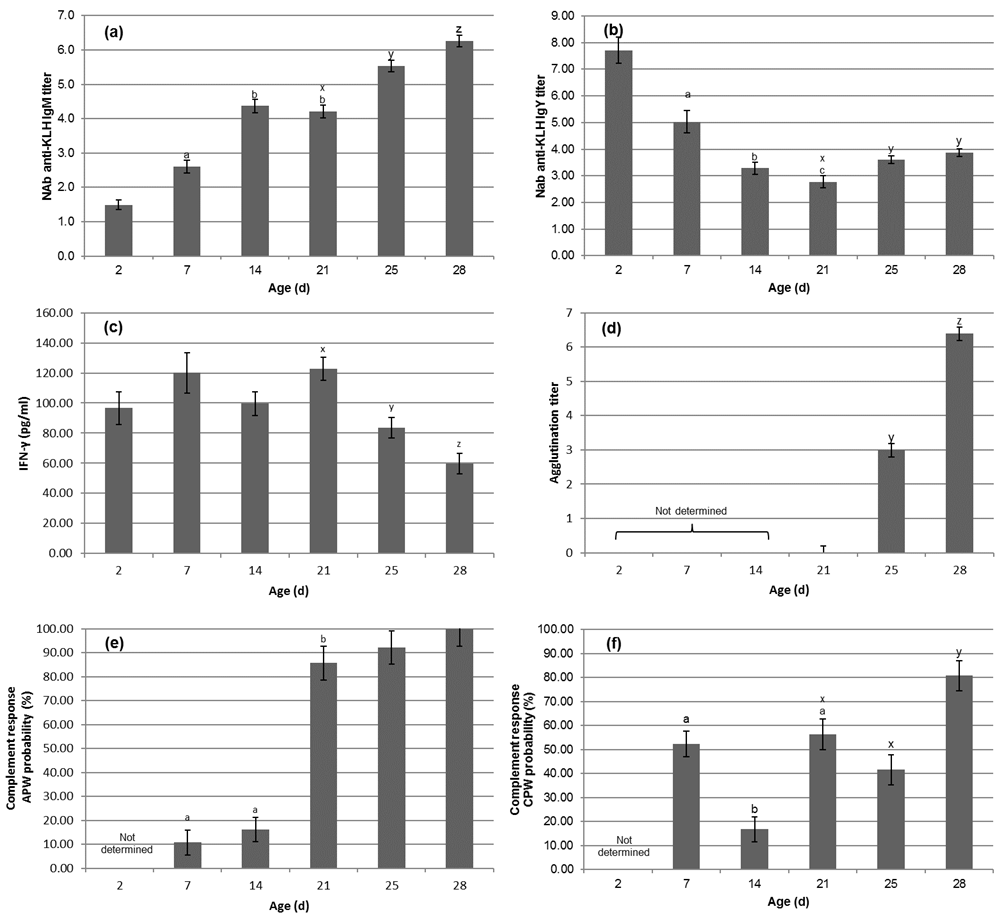 (a)
NAb anti-KLH IgM titer
7.0
6.0
5.0
4.0
3.0
2.0
1.0
0.0
a
b
x
b
y
z
2 7 14 21 25 28
Age (d)
(b)
Nab anti-KLH IgY titer
9.00
8.00
7.00
6.00
5.00
4.00
3.00
2.00
1.00
0.00
a
b
x
c
y
y
2 7 14 21 25 28
Age (d)
(c)
IFN-γ (pg/ml)
160.00
140.00
120.00
100.00
80.00
60.00
40.00
20.00
0.00
x
y
z
2 7 14 21 25 28
Age (d)
(d)
Agglutination titer
7
6
5
4
3
2
1
0
Not determined
y
z
2 7 14 21 25 28
Age (d)
(e)
Complement response
APW probability (%)
100.00
90.00
80.00
70.00
60.00
50.00
40.00
30.00
20.00
10.00
0.00
Not
determined
a
a
b
2 7 14 21 25 28
Age (d)
(f)
Complement response
CPW probability (%)
100.00
90.00
80.00
70.00
60.00
50.00
40.00
30.00
20.00
10.00
0.00
Not
determined
a
b
x
a
x
y
2 7 14 21 25 28
Age (d)